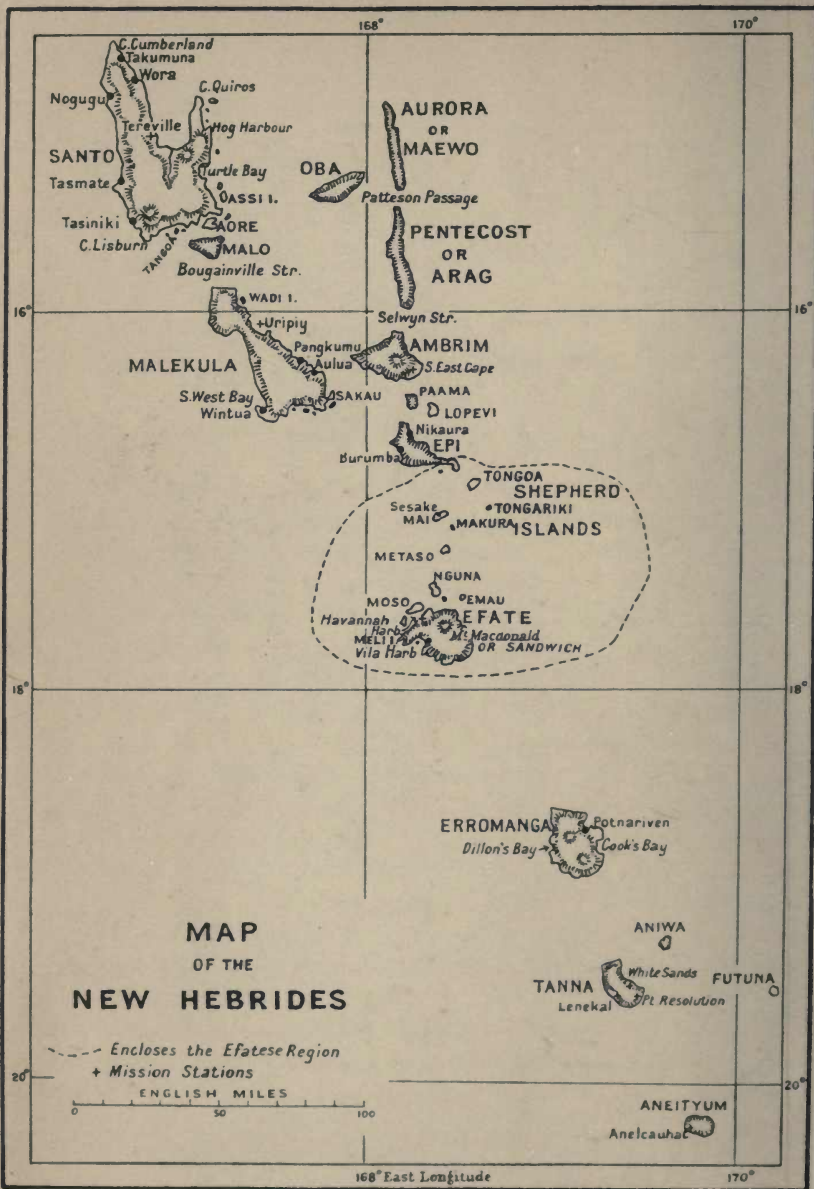 168°
170°
C. Cumberland
Takumuna
Wora
C. Quiros
Nogugu
Tereville
Hog Harbour
SANTO
Turtle Bay
Tasmate
ASSI I.
Tasiniki
AORE
C. Lisburn
TANGOA
MALO
Bougainville Str.
OBA
AURORA
OR
MAEWO
Patteson Passage
PENTECOST
OR
ARAG
16°
16°
WADI I.
Selwyn Str.
+Uripiy
AMBRIM
Pangkumu
MALEKULA
Aulua
S. East Cape
S. West Bay
SAKAU
PAAMA
Wintua
LOPEVI
Nikaura
EPI
Burumba
TONGOA
SHEPHERD
Sesake
TONGARIKI
MAI
MAKURA
ISLANDS
METASO
NGUNA
MOSO
EMAU
Havannah
Harb
EFATE
Mt. Macdonald
Vila Harb
OR SANDWICH
18°
18°
ERROMANGA
Potnariven
Dillon's Bay
Cook's Bay
ANIWA
White Sands
FUTUNA
TANNA
Lenekal
Pt Resolution
MAP
OF THE
NEW HEBRIDES
Encloses the Efatese Region
+ Mission Stations
ENGLISH MILES
0 50 100
20°
20°
ANEITYUM
Anelcauhat
168° East Longitude
170°